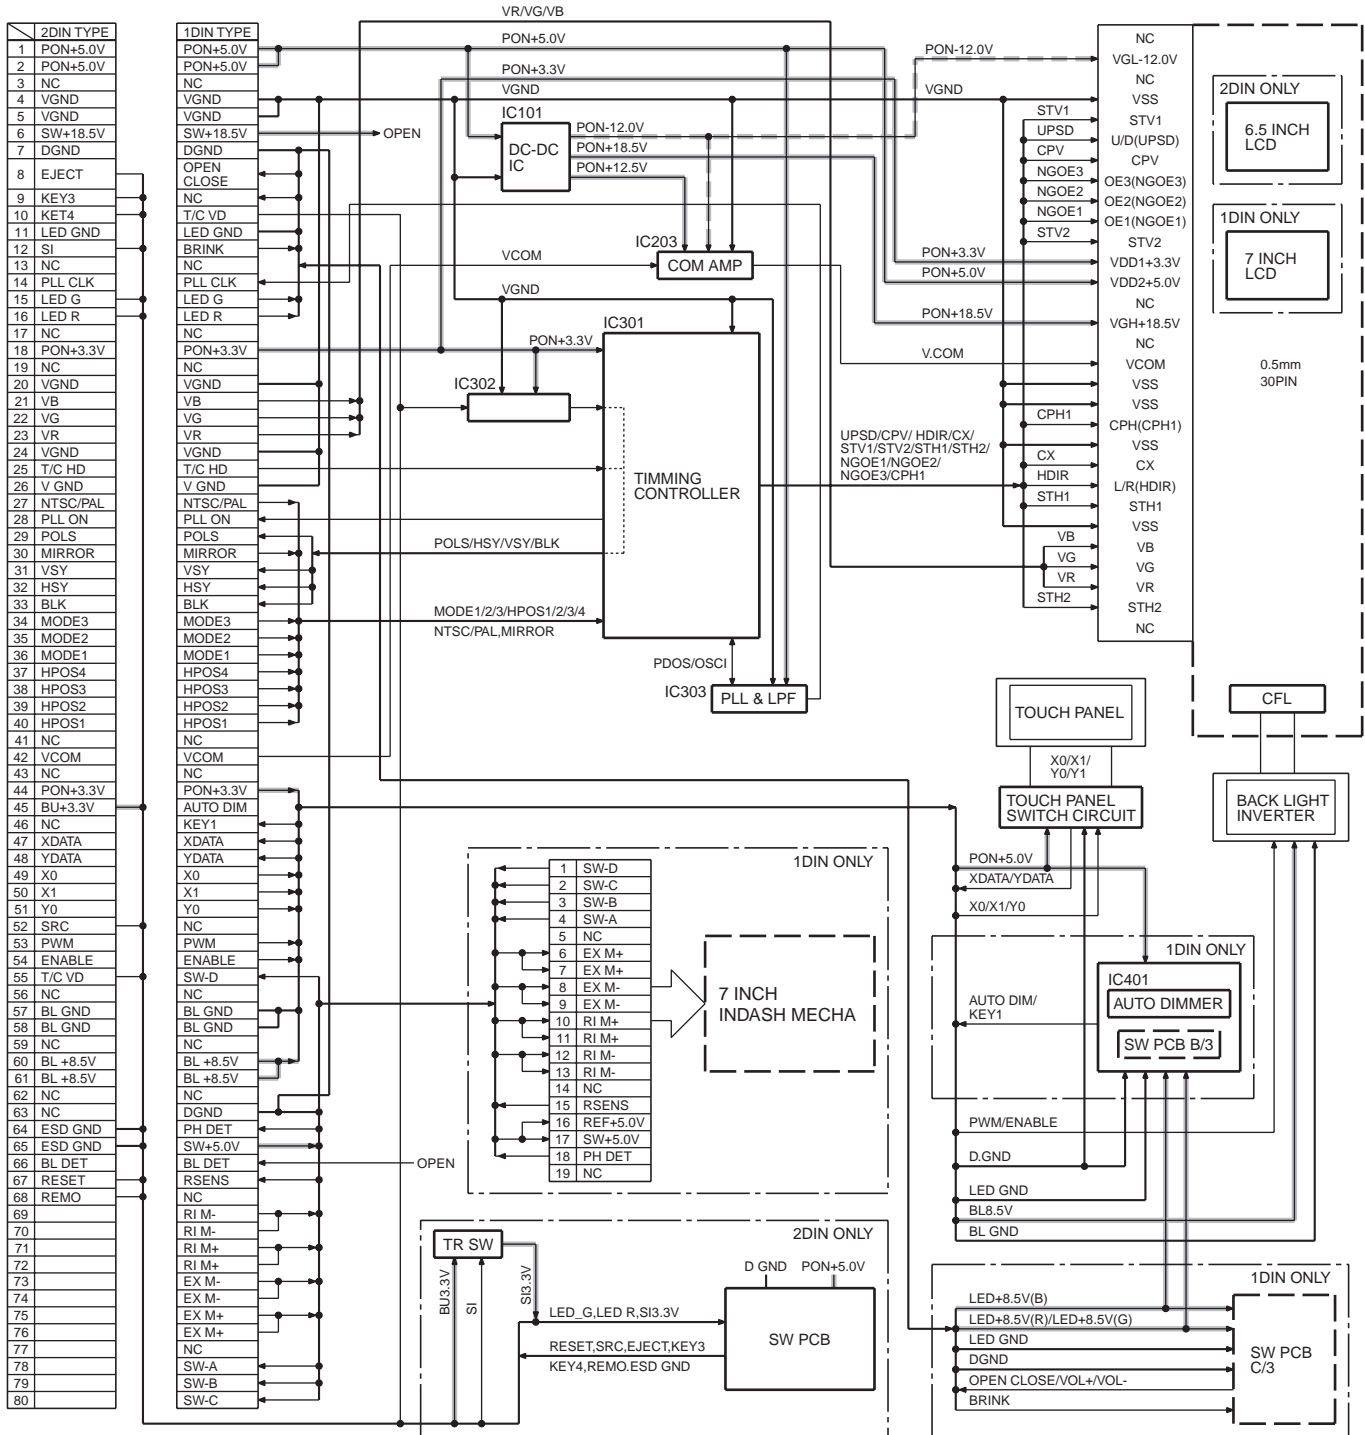 2DIN TYPE
1 PON+5.0V
2 PON+5.0V
3 NC
4 VGND
5 VGND
6 SW+18.5V
7 DGND
8 EJECT
9 KEY3
10 KET4
11 LED GND
12 SI
13 NC
14 PLL CLK
15 LED G
16 LED R
17 NC
18 PON+3.3V
19 NC
20 VGND
21 VB
22 VG
23 VR
24 VGND
25 T/C HD
26 V GND
27 NTSC/PAL
28 PLL ON
29 POLS
30 MIRROR
31 VSY
32 HSY
33 BLK
34 MODE3
35 MODE2
36 MODE1
37 HPOS4
38 HPOS3
39 HPOS2
40 HPOS1
41 NC
42 VCOM
43 NC
44 PON+3.3V
45 BU+3.3V
46 NC
47 XDATA
48 YDATA
49 X0
50 X1
51 Y0
52 SRC
53 PWM
54 ENABLE
55 T/C VD
56 NC
57 BL GND
58 BL GND
59 NC
60 BL +8.5V
61 BL +8.5V
62 NC
63 NC
64 ESD GND
65 ESD GND
66 BL DET
67 RESET
68 REMO
69
70
71
72
73
74
75
76
77
78
79
80
1DIN TYPE
PON+5.0V
PON+5.0V
NC
VGND
VGND
SW+18.5V
DGND
OPEN
CLOSE
NC
T/C VD
LED GND
BRINK
NC
PLL CLK
LED G
LED R
NC
PON+3.3V
NC
VGND
VB
VG
VR
VGND
T/C HD
V GND
NTSC/PAL
PLL ON
POLS
MIRROR
VSY
HSY
BLK
MODE3
MODE2
MODE1
HPOS4
HPOS3
HPOS2
HPOS1
NC
VCOM
NC
PON+3.3V
AUTO DIM
KEY1
XDATA
YDATA
X0
X1
Y0
NC
PWM
ENABLE
SW-D
NC
BL GND
BL GND
NC
BL +8.5V
BL +8.5V
NC
DGND
PH DET
SW+5.0V
BL DET
RSENS
NC
RI M-
RI M-
RI M+
RI M+
EX M-
EX M-
EX M+
EX M+
NC
SW-A
SW-B
SW-C
OPEN
OPEN
VR/VG/VB
PON+5.0V
PON+3.3V
VGND
IC101
DC-DC
IC
PON-12.0V
PON+18.5V
PON+12.5V
IC203
COM AMP
VCOM
VGND
IC301
PON+3.3V
IC302
TIMMING
CONTROLLER
POLS/HSY/VSY/BLK
MODE1/2/3/HPOS1/2/3/4
NTSC/PAL,MIRROR
PDOS/OSCI
IC303
PLL & LPF
PON-12.0V
VGND
PON+3.3V
PON+5.0V
PON+18.5V
V.COM
UPSD/CPV/ HDIR/CX/
STV1/STV2/STH1/STH2/
NGOE1/NGOE2/
NGOE3/CPH1
STV1
UPSD
CPV
NGOE3
NGOE2
NGOE1
STV2
CPH1
CX
HDIR
STH1
VB
VG
VR
STH2
NC
VGL-12.0V
NC
VSS
STV1
U/D(UPSD)
CPV
OE3(NGOE3)
OE2(NGOE2)
OE1(NGOE1)
STV2
VDD1+3.3V
VDD2+5.0V
NC
VGH+18.5V
NC
VCOM
VSS
VSS
CPH(CPH1)
VSS
CX
L/R(HDIR)
STH1
VSS
VB
VG
VR
STH2
NC
2DIN ONLY
6.5 INCH
LCD
1DIN ONLY
7 INCH
LCD
0.5mm
30PIN
CFL
BACK LIGHT
INVERTER
TOUCH PANEL
X0/X1/
Y0/Y1
TOUCH PANEL
SWITCH CIRCUIT
PON+5.0V
XDATA/YDATA
X0/X1/Y0
1DIN ONLY
IC401
AUTO DIMMER
SW PCB B/3
AUTO DIM/
KEY1
PWM/ENABLE
D.GND
LED GND
BL8.5V
BL GND
1DIN ONLY
1 SW-D
2 SW-C
3 SW-B
4 SW-A
5 NC
6 EX M+
7 EX M+
8 EX M-
9 EX M-
10 RI M+
11 RI M+
12 RI M-
13 RI M-
14 NC
15 RSENS
16 REF+5.0V
17 SW+5.0V
18 PH DET
19 NC
7 INCH
INDASH MECHA
2DIN ONLY
TR SW
BU3.3V
SI
SI3.3V
D GND PON+5.0V
SW PCB
LED_G,LED R,SI3.3V
RESET,SRC,EJECT,KEY3
KEY4,REMO.ESD GND
1DIN ONLY
LED+8.5V(B)
LED+8.5V(R)/LED+8.5V(G)
LED GND
DGND
OPEN CLOSE/VOL+/VOL-
BRINK
SW PCB
C/3